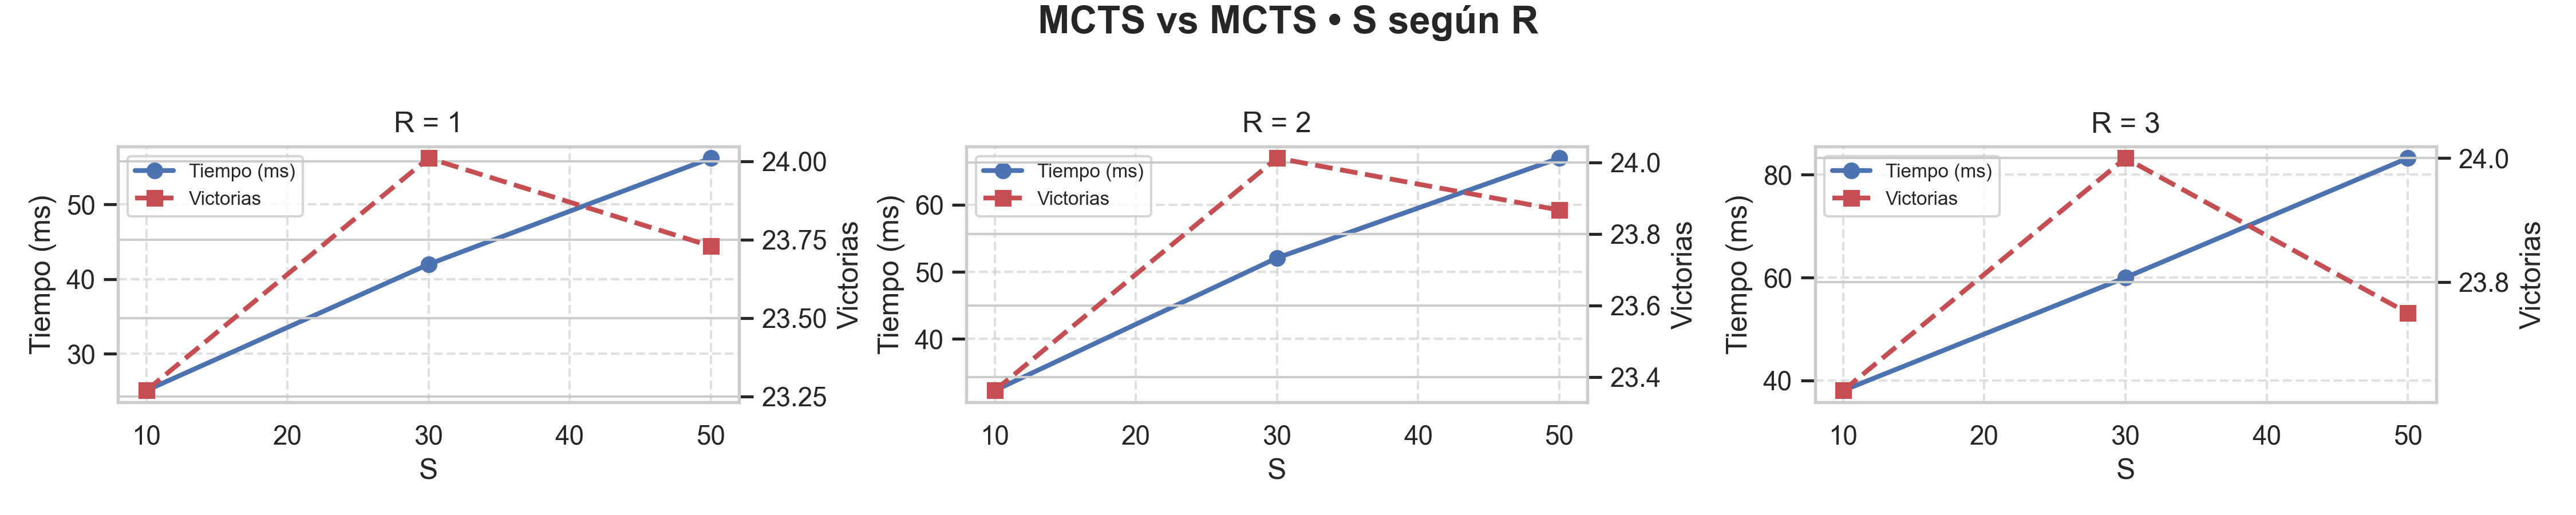 MCTS vs MCTS • S según R
R = 1
Tiempo (ms)
Victorias
50
40
30
24.00
23.75
23.50
23.25
Tiempo (ms)
Victorias
10 20 30 40 50
S
R = 2
Tiempo (ms)
Victorias
60
50
40
24.0
23.8
23.6
23.4
Tiempo (ms)
Victorias
10 20 30 40 50
S
R = 3
Tiempo (ms)
Victorias
80
60
40
24.0
23.8
Tiempo (ms)
Victorias
10 20 30 40 50
S